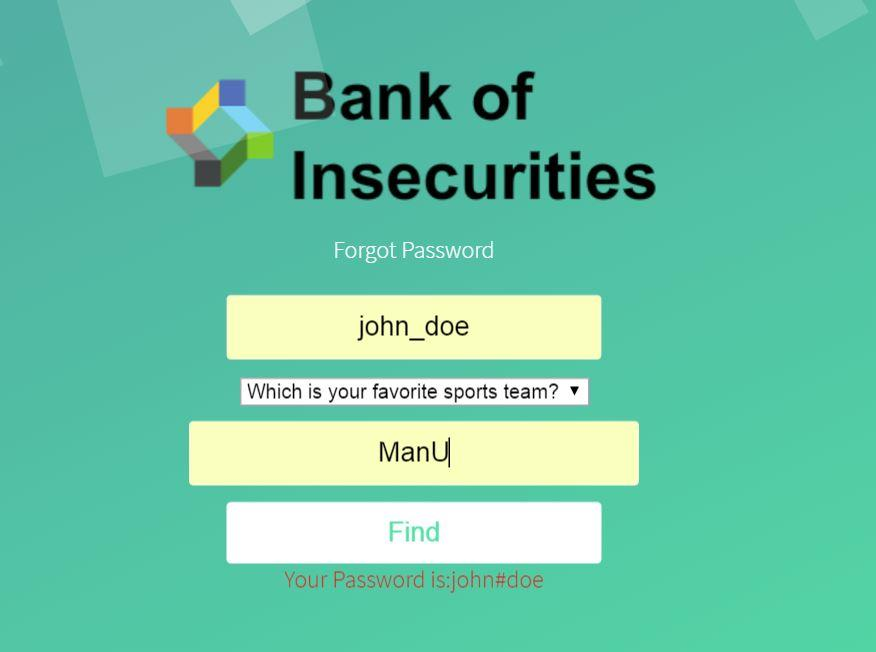 Bank of
Insecurities
Forgot Password
john_doe
Which is your favorite sports team?
ManU
Find
Your Password is:john#doe